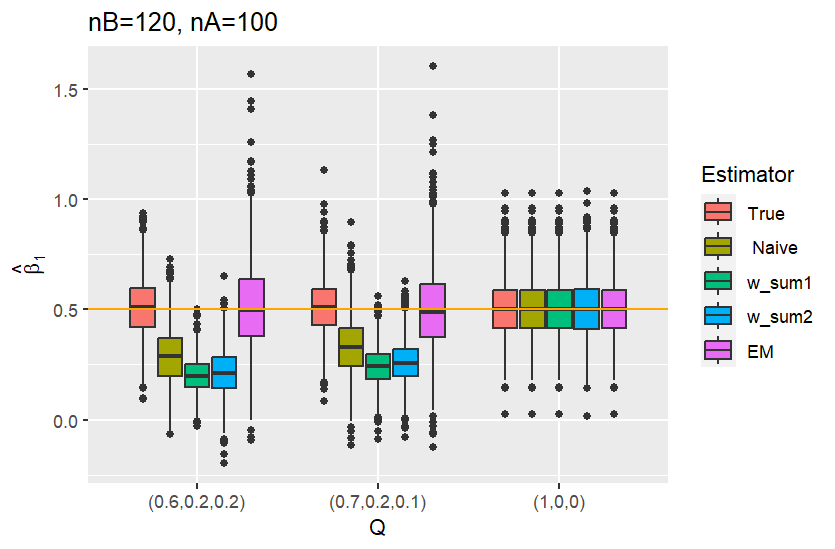 nB=120, nA=100
1.5
1.0
0.5
0.0
β̂₁
(0.6,0.2,0.2)
(0.7,0.2,0.1)
(1,0,0)
Q
Estimator
True
Naive
w_sum1
w_sum2
EM